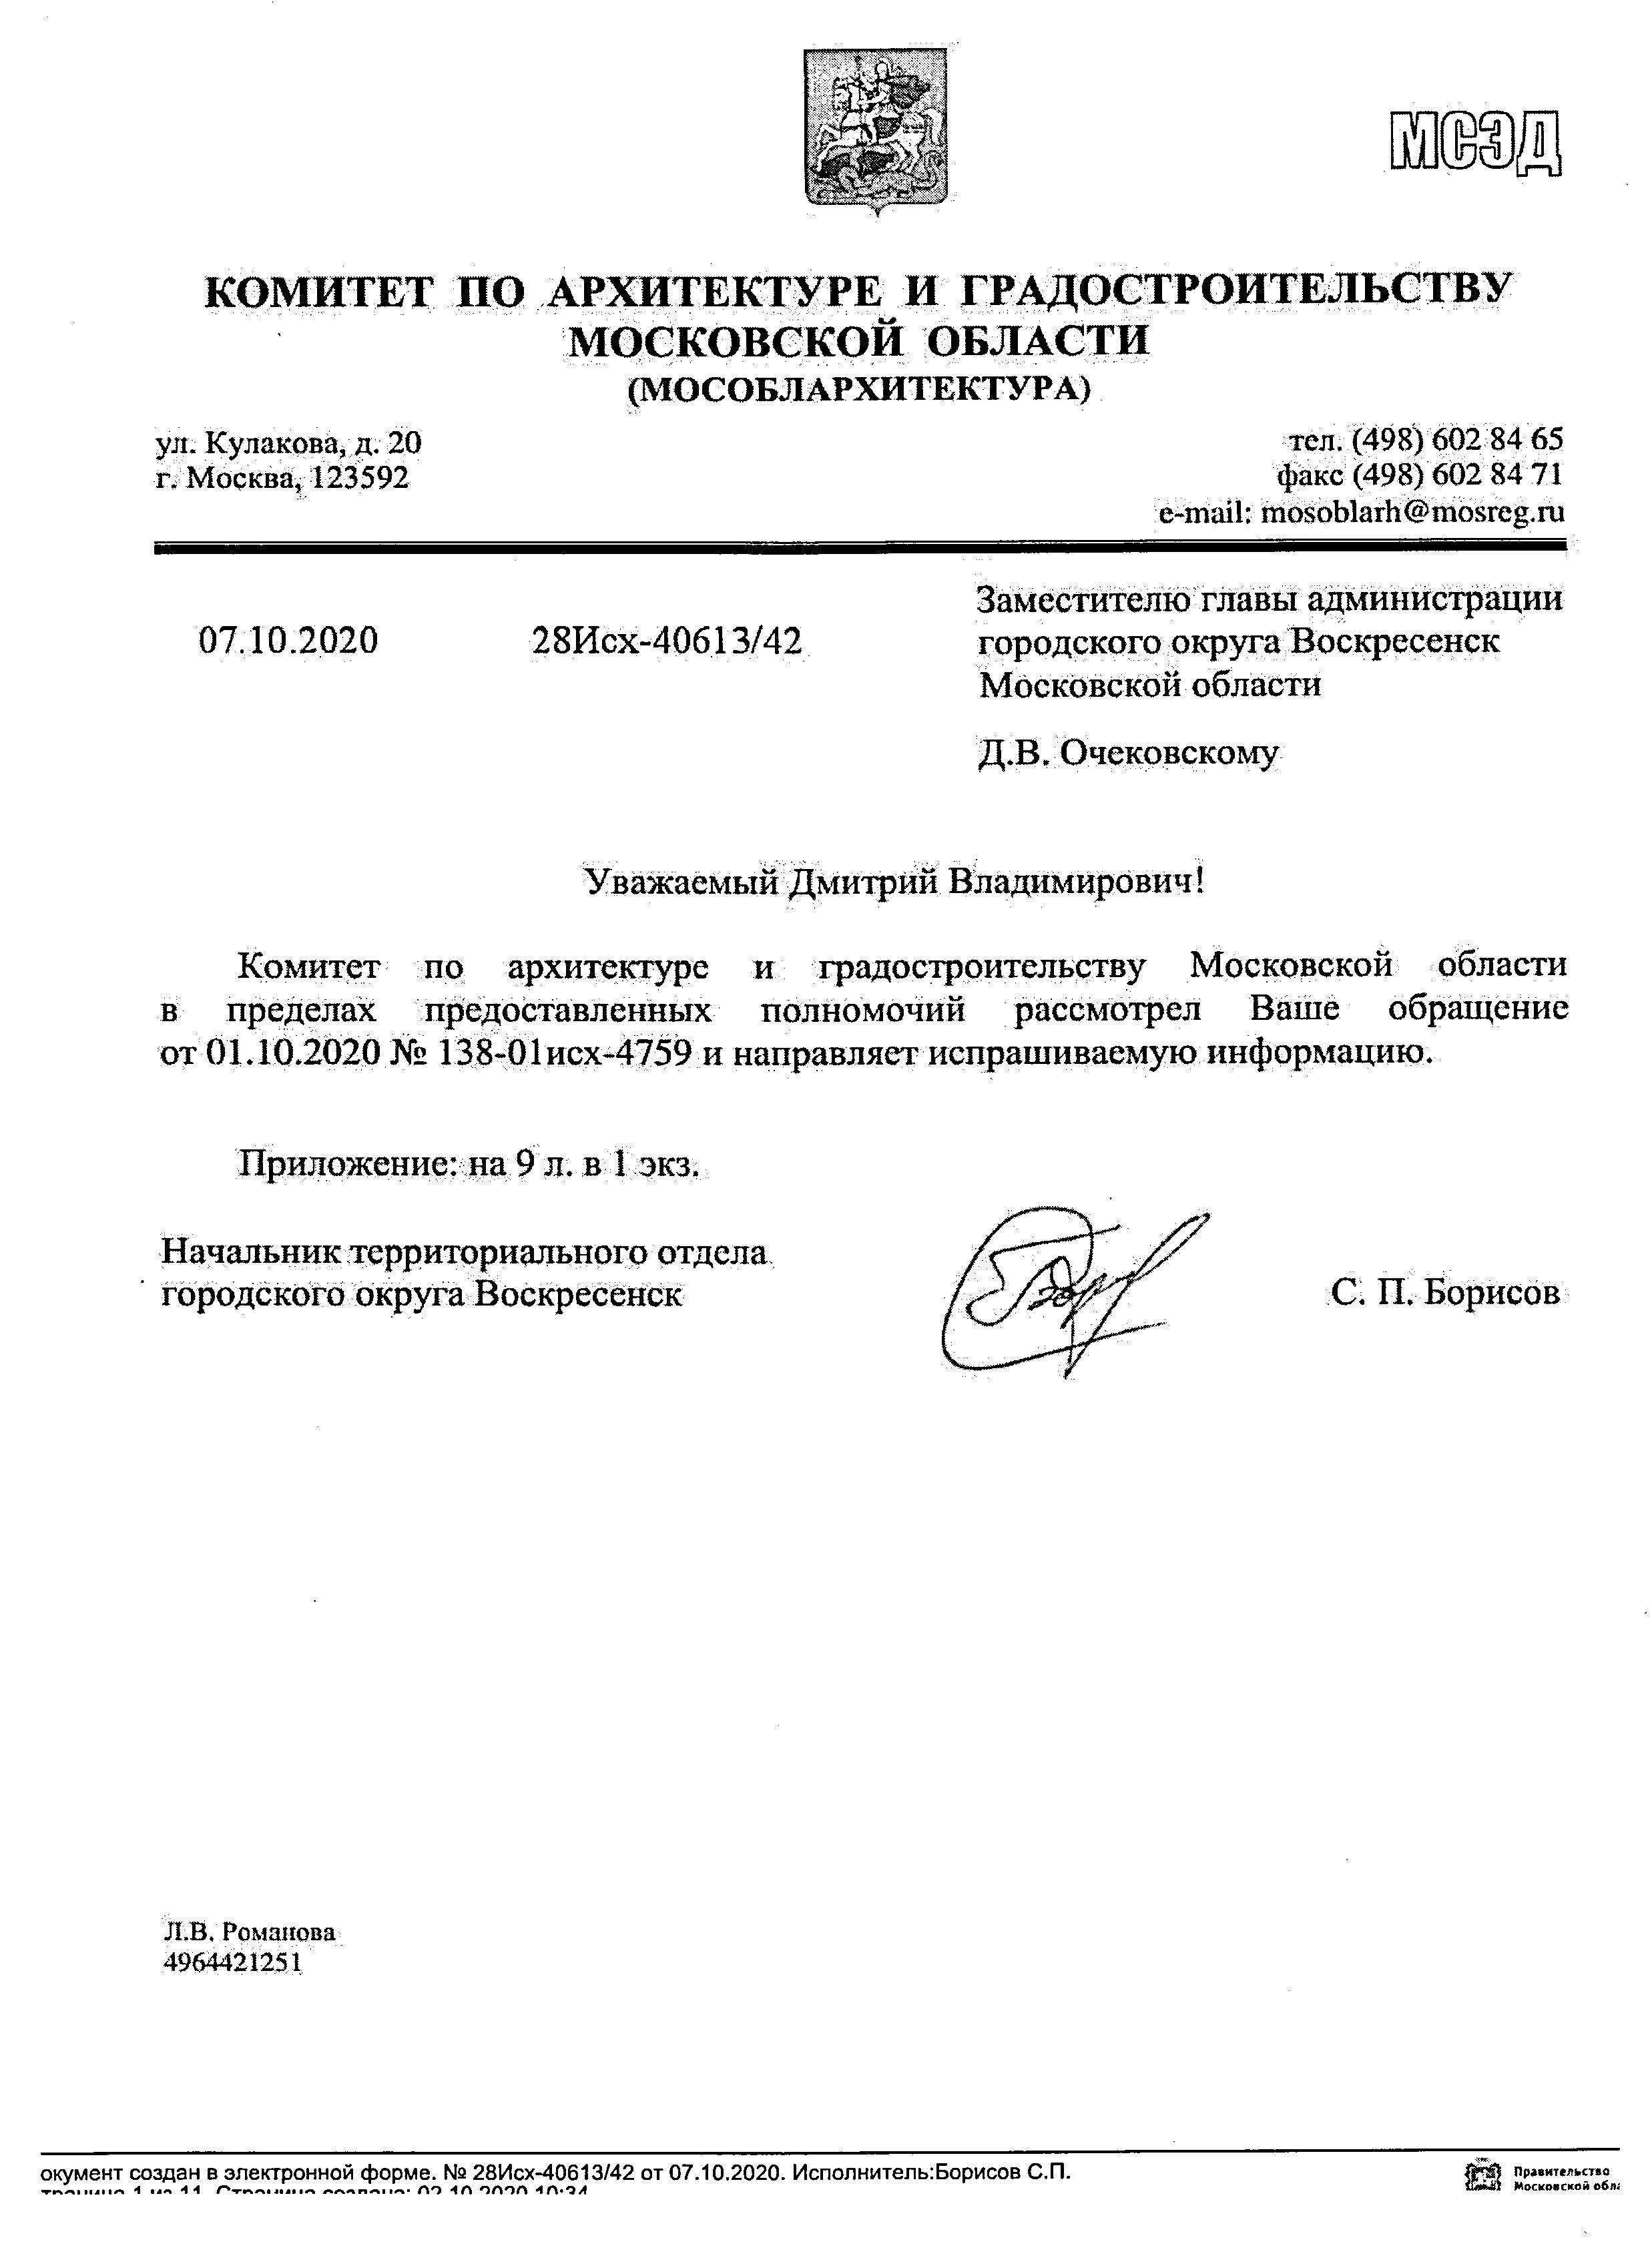 МСЭД
КОМИТЕТ ПО АРХИТЕКТУРЕ И ГРАДОСТРОИТЕЛЬСТВУ
МОСКОВСКОЙ ОБЛАСТИ
(МОСОБЛАРХИТЕКТУРА)
ул. Кулакова, д. 20
г. Москва, 123592
тел. (498) 602 84 65
факс (498) 602 84 71
e-mail: mosoblarh@mosreg.ru
07.10.2020 28Исх-40613/42
Заместителю главы администрации
городского округа Воскресенск
Московской области
Д.В. Очековскому
Уважаемый Дмитрий Владимирович!
Комитет по архитектуре и градостроительству Московской области
в пределах предоставленных полномочий рассмотрел Ваше обращение
от 01.10.2020 № 138-01исх-4759 и направляет испрашиваемую информацию.
Приложение: на 9 л. в 1 экз.
Начальник территориального отдела
городского округа Воскресенск
С. П. Борисов
Л.В. Романова
4964421251
окумент создан в электронной форме. № 28Исх-40613/42 от 07.10.2020. Исполнитель:Борисов С.П.
Правительство
Московской обл